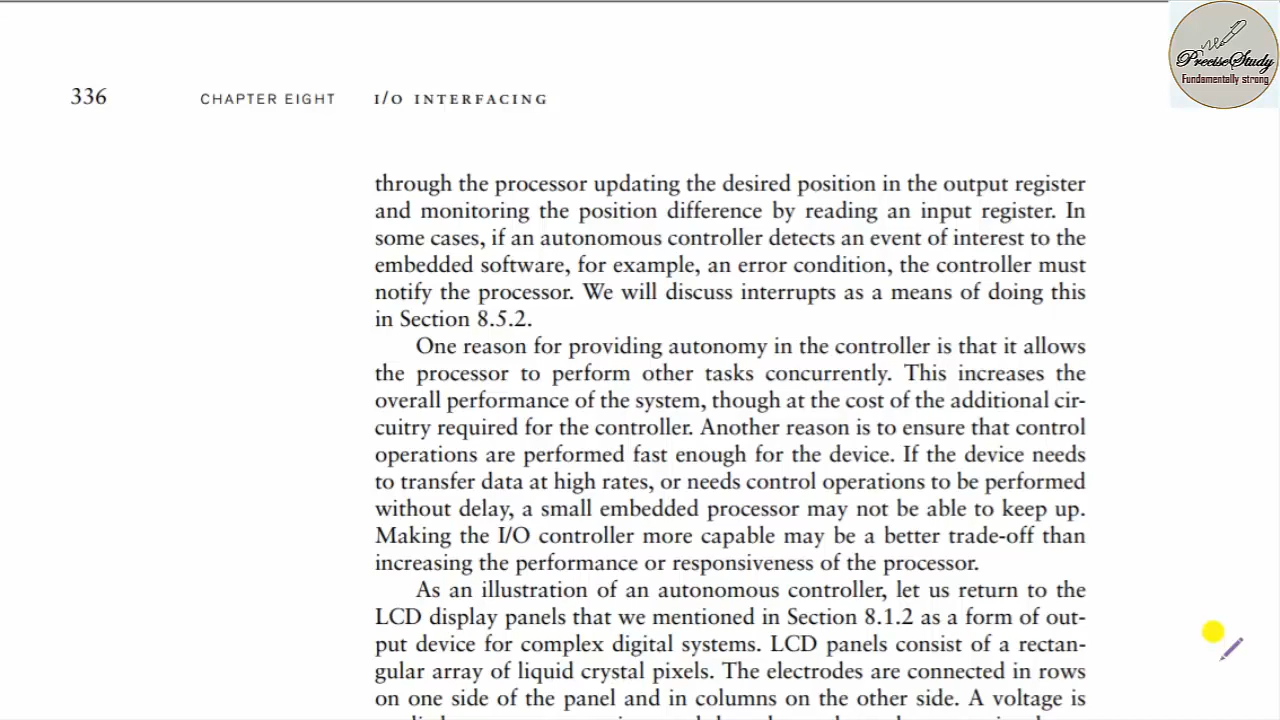 PreciseStudy
Fundamentally strong
336 CHAPTER EIGHT I/O INTERFACING
through the processor updating the desired position in the output register
and monitoring the position difference by reading an input register. In
some cases, if an autonomous controller detects an event of interest to the
embedded software, for example, an error condition, the controller must
notify the processor. We will discuss interrupts as a means of doing this
in Section 8.5.2.
One reason for providing autonomy in the controller is that it allows
the processor to perform other tasks concurrently. This increases the
overall performance of the system, though at the cost of the additional cir-
cuitry required for the controller. Another reason is to ensure that control
operations are performed fast enough for the device. If the device needs
to transfer data at high rates, or needs control operations to be performed
without delay, a small embedded processor may not be able to keep up.
Making the I/O controller more capable may be a better trade-off than
increasing the performance or responsiveness of the processor.
As an illustration of an autonomous controller, let us return to the
LCD display panels that we mentioned in Section 8.1.2 as a form of out-
put device for complex digital systems. LCD panels consist of a rectan-
gular array of liquid crystal pixels. The electrodes are connected in rows
on one side of the panel and in columns on the other side. A voltage is